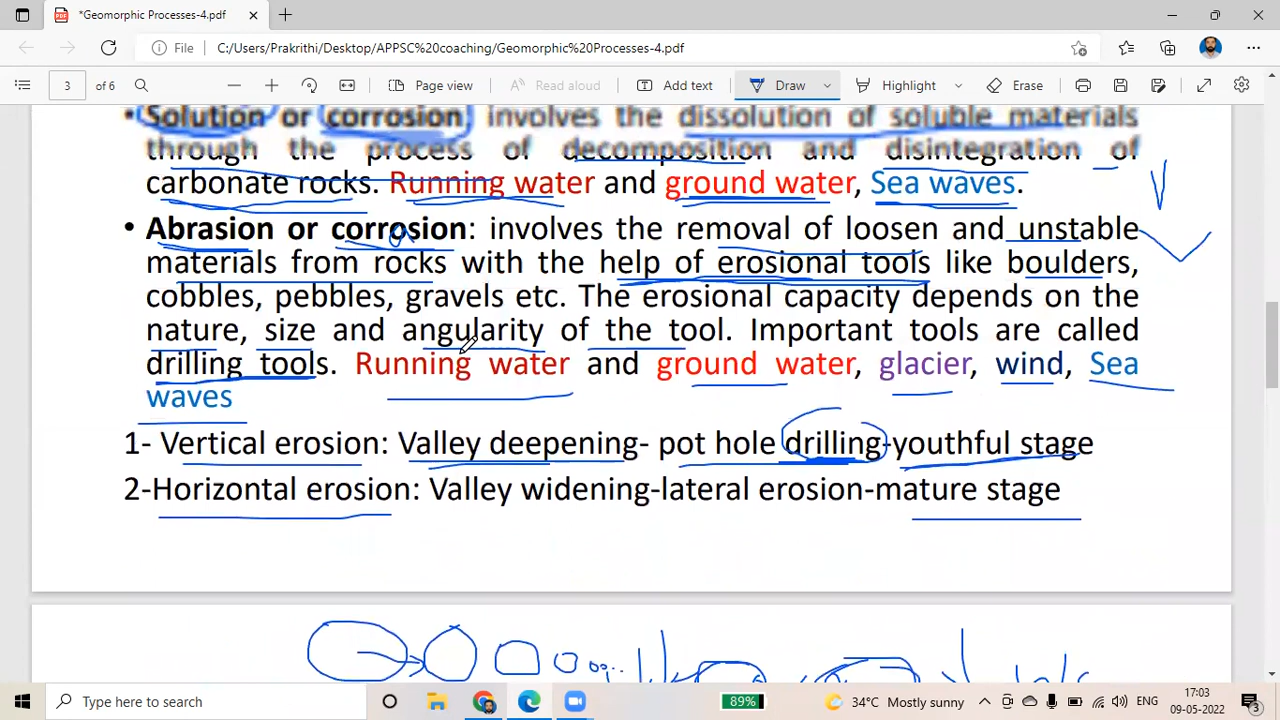 *Geomorphic Processes-4.pdf
File C:/Users/Prakrithi/Desktop/APPSC%20coaching/Geomorphic%20Processes-4.pdf
3 of 6 Page view Read aloud Add text Draw Highlight Erase
• Solution or corrosion, involves the dissolution of soluble materials
through the process of decomposition and disintegration of
carbonate rocks. Running water and ground water, Sea waves.
• Abrasion or corrosion: involves the removal of loosen and unstable
a
materials from rocks with the help of erosional tools like boulders,
cobbles, pebbles, gravels etc. The erosional capacity depends on the
nature, size and angularity of the tool. Important tools are called
drilling tools. Running water and ground water, glacier, wind, Sea
waves
1- Vertical erosion: Valley deepening- pot hole drilling-youthful stage
2-Horizontal erosion: Valley widening-lateral erosion-mature stage
Type here to search
89%
34°C Mostly sunny
ENG
17:03
09-05-2022
3